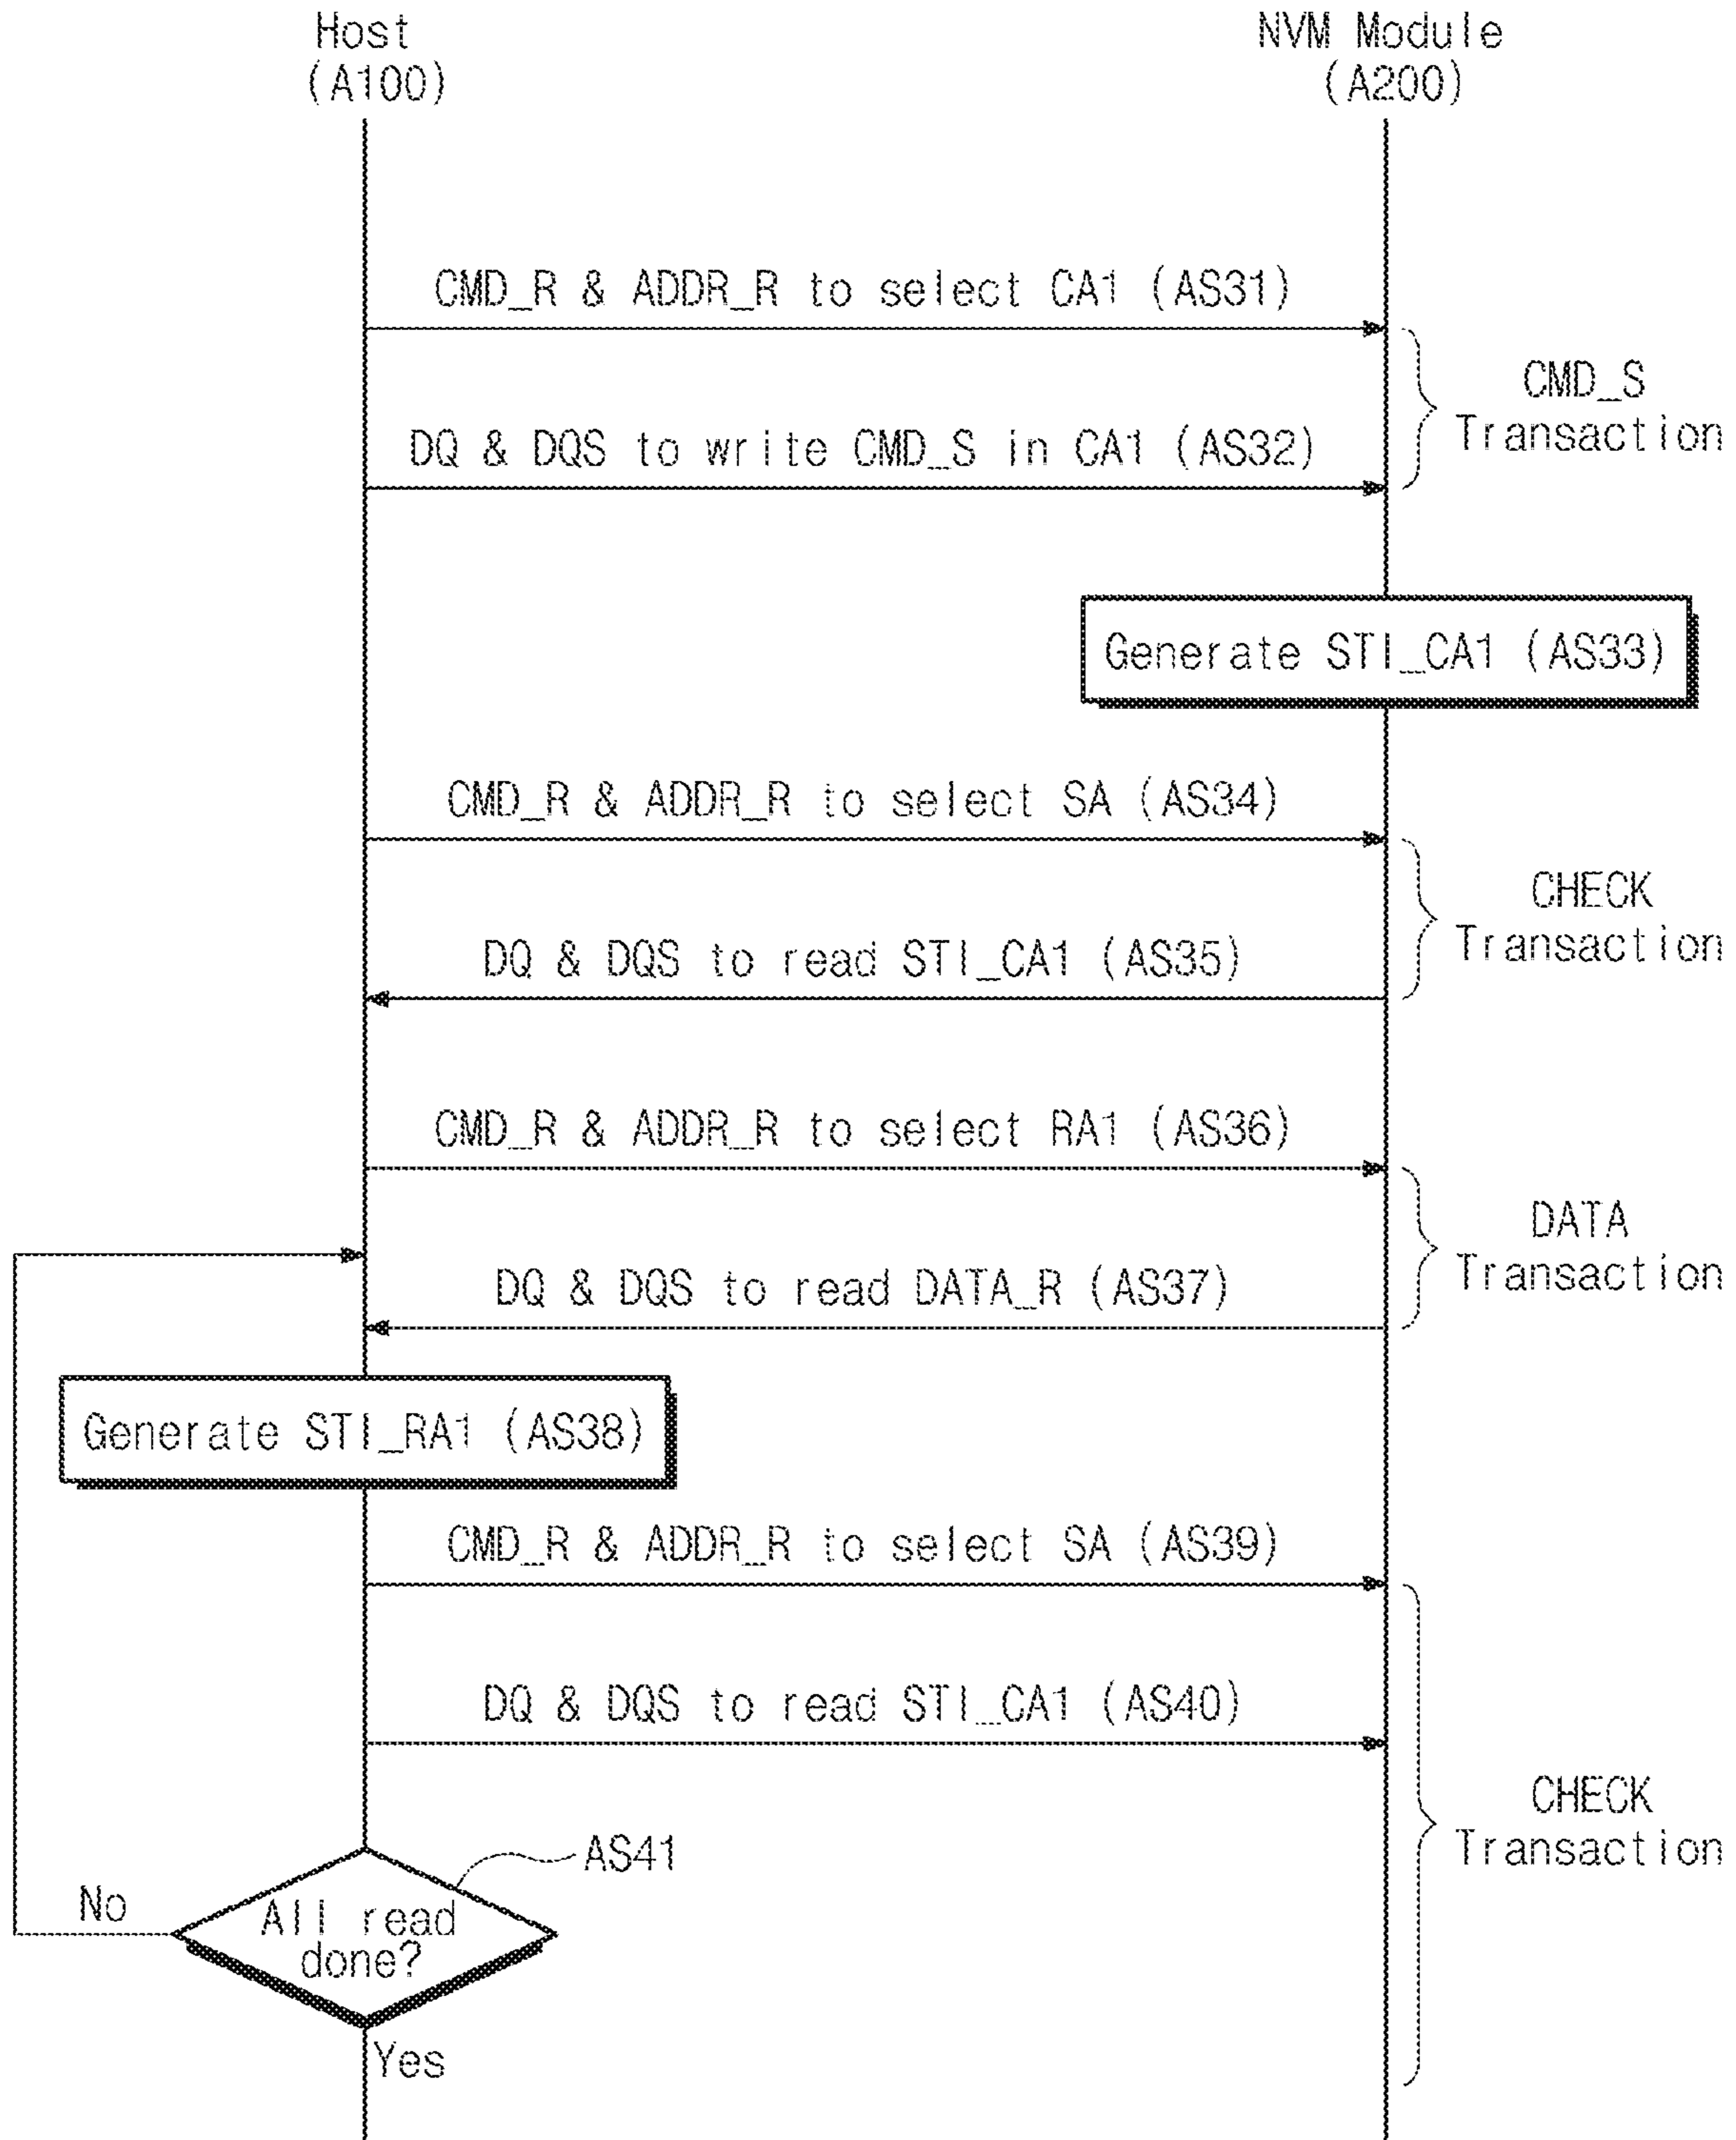 Host
(A100)
NVM Module
(A200)
CMD_R & ADDR_R to select CA1 (AS31)
CMD_S
Transaction
DQ & DQS to write CMD_S in CA1 (AS32)
Generate STI_CA1 (AS33)
CMD_R & ADDR_R to select SA (AS34)
CHECK
Transaction
DQ & DQS to read STI_CA1 (AS35)
CMD_R & ADDR_R to select RA1 (AS36)
DATA
Transaction
DQ & DQS to read DATA_R (AS37)
Generate STI_RA1 (AS38)
CMD_R & ADDR_R to select SA (AS39)
DQ & DQS to read STI_CA1 (AS40)
CHECK
Transaction
AS41
No
All read
done?
Yes